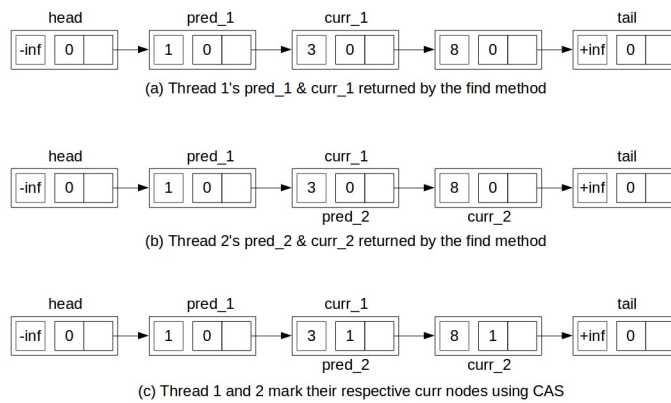 head pred_1 curr_1 tail
-inf 0 1 0 3 0 8 0 +inf 0
(a) Thread 1's pred_1 & curr_1 returned by the find method
head pred_1 curr_1 tail
-inf 0 1 0 3 0 8 0 +inf 0
pred_2 curr_2
(b) Thread 2's pred_2 & curr_2 returned by the find method
head pred_1 curr_1 tail
-inf 0 1 0 3 1 8 1 +inf 0
pred_2 curr_2
(c) Thread 1 and 2 mark their respective curr nodes using CAS